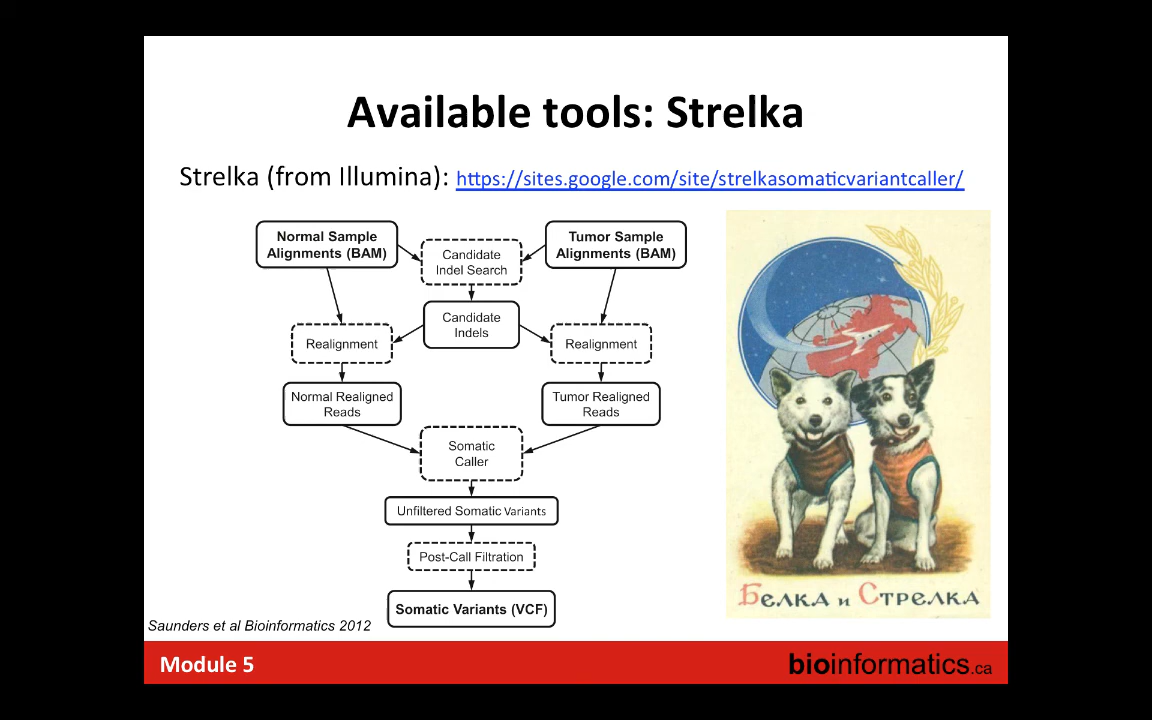 Available tools: Strelka
Strelka (from Illumina): https://sites.google.com/site/strelkasomaticvariantcaller/
Normal Sample
Alignments (BAM)
Tumor Sample
Alignments (BAM)
Candidate
Indel Search
Candidate
Indels
Realignment
Realignment
Normal Realigned
Reads
Tumor Realigned
Reads
Somatic
Caller
Unfiltered Somatic Variants
Post-Call Filtration
Somatic Variants (VCF)
Белка и Стрелка
Saunders et al Bioinformatics 2012
Module 5
bioinformatics.ca